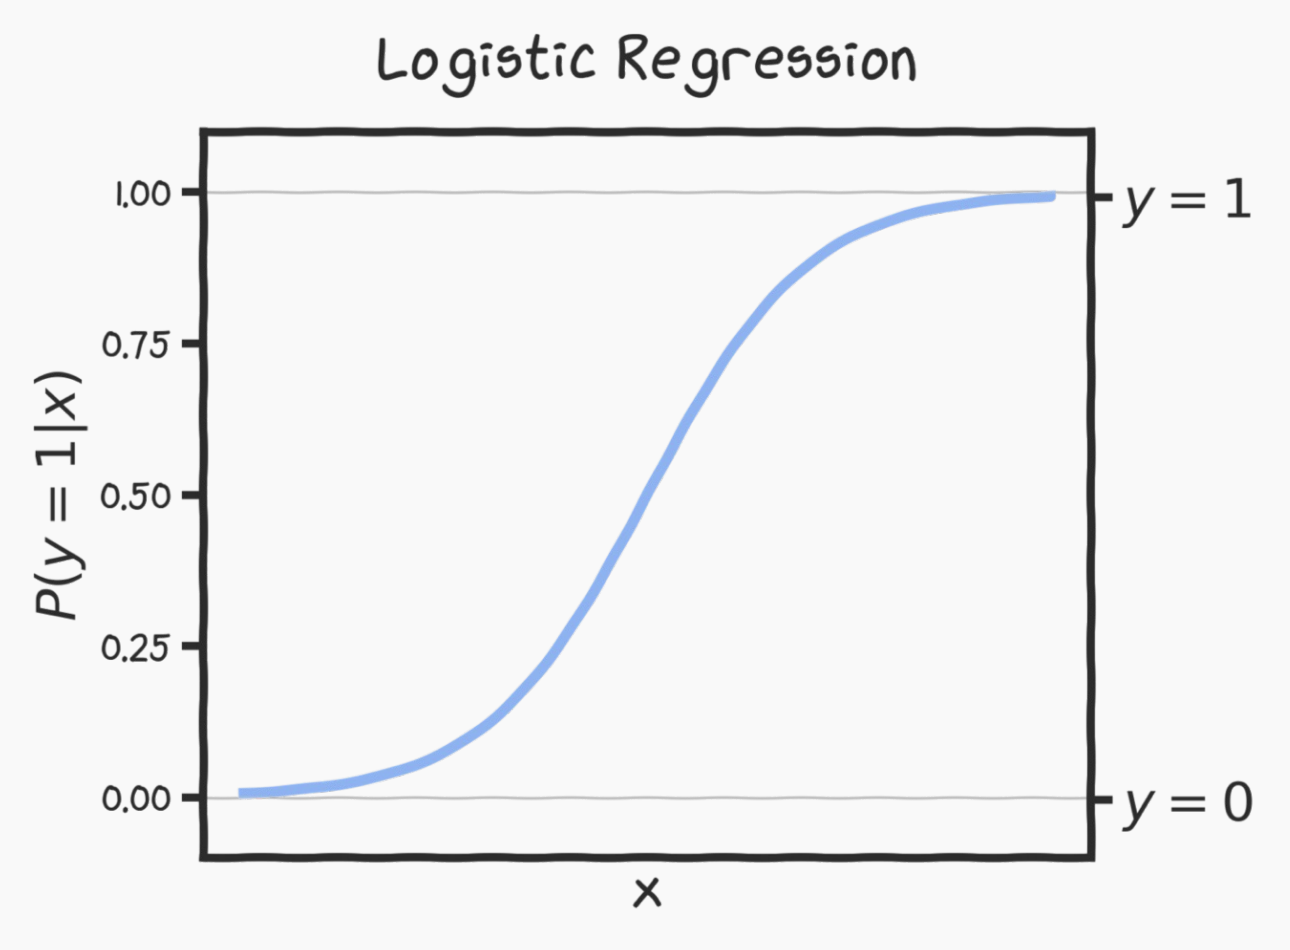 Logistic Regression
1.00
0.75
0.50
0.25
0.00
P(y = 1|x)
y = 1
y = 0
x